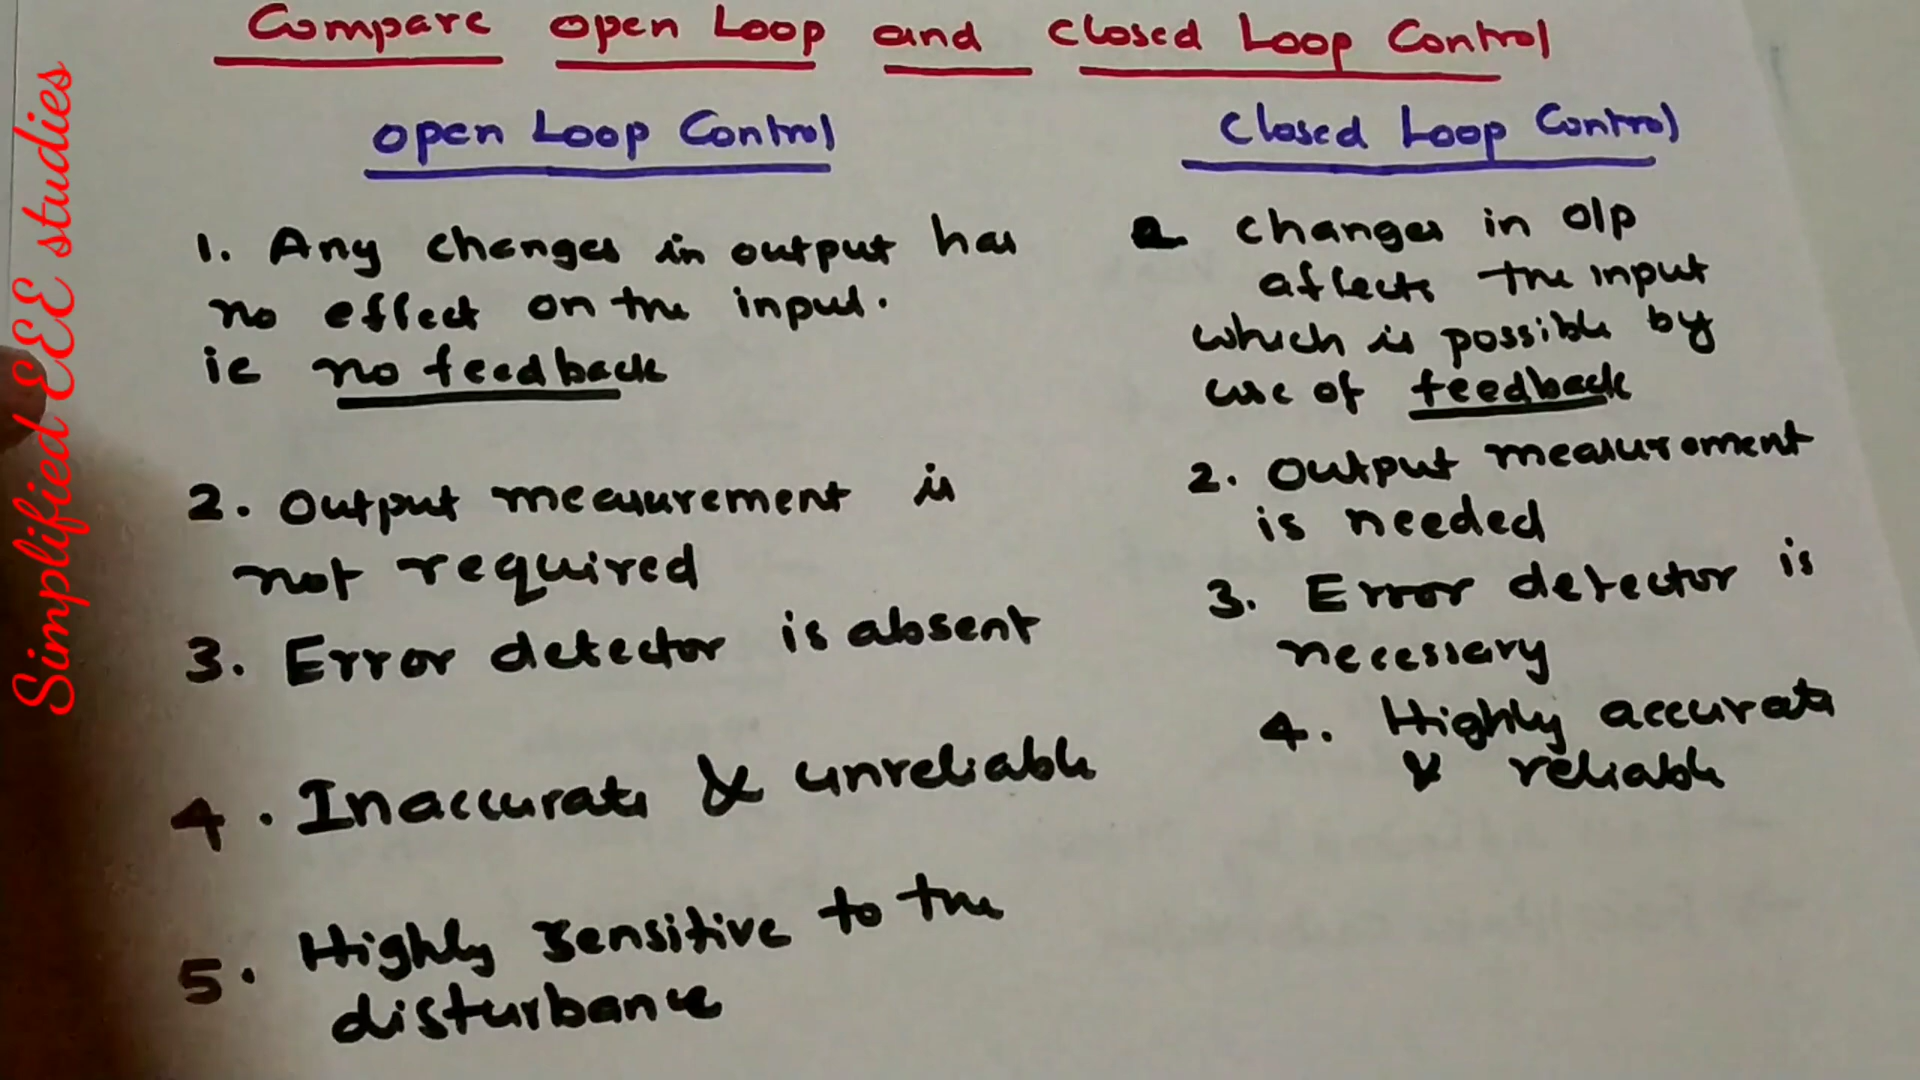 Compare open Loop and closed Loop Control
open Loop Control
1. Any changes in output has
no effect on the input.
ie no feedback
2. Output measurement is
not required
3. Error detector is absent
4. Inaccurate & unreliable
5. Highly sensitive to the
disturbance
closed Loop Control
changes in o/p
affects the input
which is possible by
use of feedback
2. Output measurement
is needed
3. Error detector is
necessary
4. Highly accurate
& reliable
Simplified EEE studies